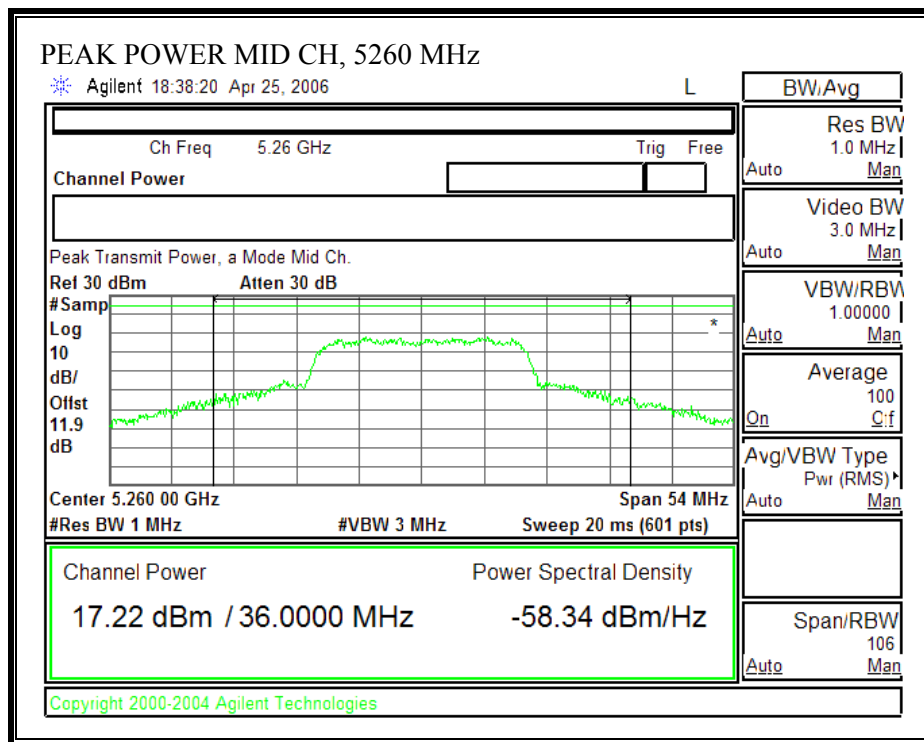 PEAK POWER MID CH, 5260 MHz
Agilent 18:38:20 Apr 25, 2006 L
Ch Freq 5.26 GHz Trig Free
Channel Power
Peak Transmit Power, a Mode Mid Ch.
Ref 30 dBm Atten 30 dB
#Samp
Log
10
dB/
Offst
11.9
dB
*
Center 5.260 00 GHz Span 54 MHz
#Res BW 1 MHz #VBW 3 MHz Sweep 20 ms (601 pts)
Channel Power Power Spectral Density
17.22 dBm / 36.0000 MHz -58.34 dBm/Hz
Copyright 2000-2004 Agilent Technologies
BW/Avg
Res BW
1.0 MHz
Auto Man
Video BW
3.0 MHz
Auto Man
VBW/RBW
1.00000
Auto Man
Average
100
On
Avg/VBW Type
Pwr (RMS)
Auto Man
Span/RBW
106
Auto Man